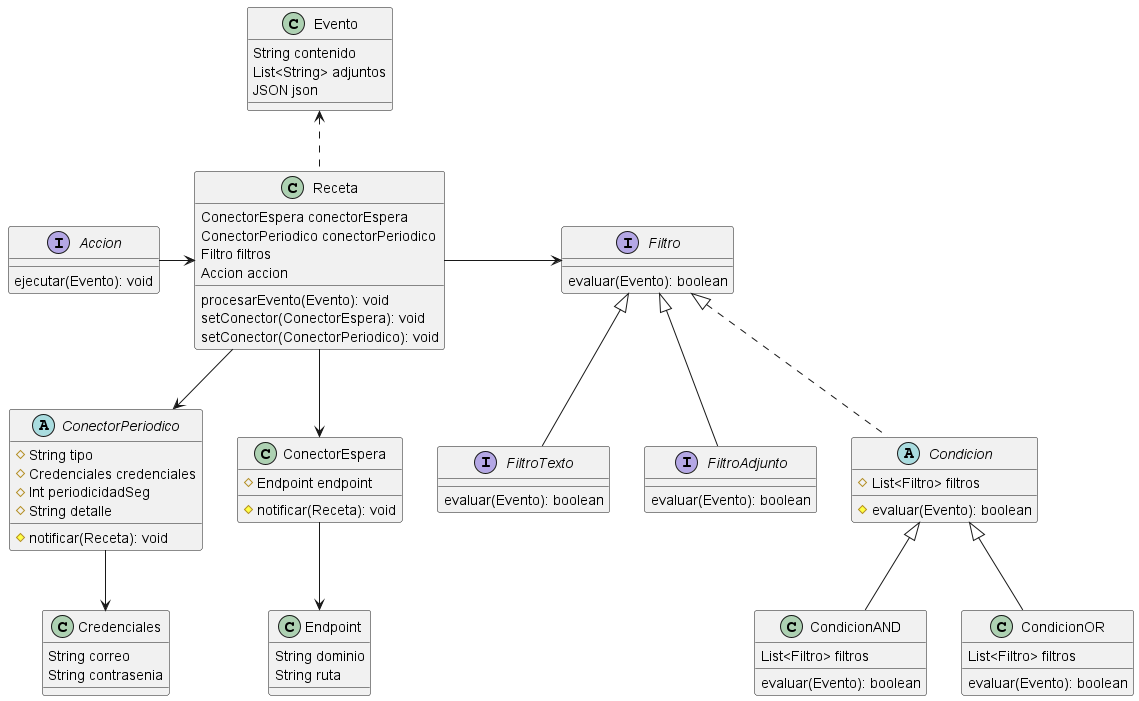 C Evento
String contenido
List<String> adjuntos
JSON json
I Accion
ejecutar(Evento): void
C Receta
ConectorEspera conectorEspera
ConectorPeriodico conectorPeriodico
Filtro filtros
Accion accion
procesarEvento(Evento): void
setConector(ConectorEspera): void
setConector(ConectorPeriodico): void
I Filtro
evaluar(Evento): boolean
A ConectorPeriodico
String tipo
Credenciales credenciales
Int periodicidadSeg
String detalle
notificar(Receta): void
C ConectorEspera
Endpoint endpoint
notificar(Receta): void
I FiltroTexto
evaluar(Evento): boolean
I FiltroAdjunto
evaluar(Evento): boolean
A Condicion
List<Filtro> filtros
evaluar(Evento): boolean
C Credenciales
String correo
String contrasenia
C Endpoint
String dominio
String ruta
C CondicionAND
List<Filtro> filtros
evaluar(Evento): boolean
C CondicionOR
List<Filtro> filtros
evaluar(Evento): boolean